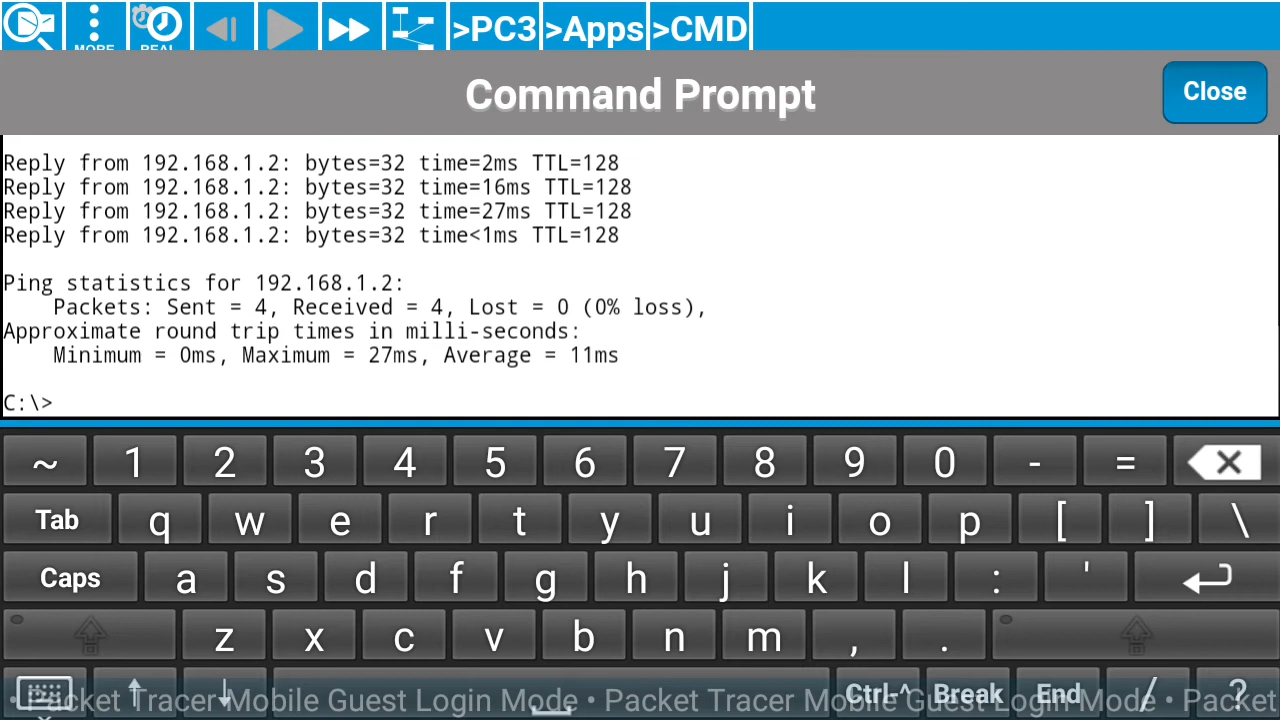 MORE
REAL
>PC3 >Apps >CMD
Command Prompt
Close
Reply from 192.168.1.2: bytes=32 time=2ms TTL=128
Reply from 192.168.1.2: bytes=32 time=16ms TTL=128
Reply from 192.168.1.2: bytes=32 time=27ms TTL=128
Reply from 192.168.1.2: bytes=32 time<1ms TTL=128
Ping statistics for 192.168.1.2:
    Packets: Sent = 4, Received = 4, Lost = 0 (0% loss),
Approximate round trip times in milli-seconds:
    Minimum = 0ms, Maximum = 27ms, Average = 11ms
C:\>
~ 1 2 3 4 5 6 7 8 9 0 - =
Tab q w e r t y u i o p [ ] \
Caps a s d f g h j k l : '
z x c v b n m , .
Ctrl-^ Break End / ?
• Packet Tracer Mobile Guest Login Mode • Packet Tracer Mobile Guest Login Mode • Packet